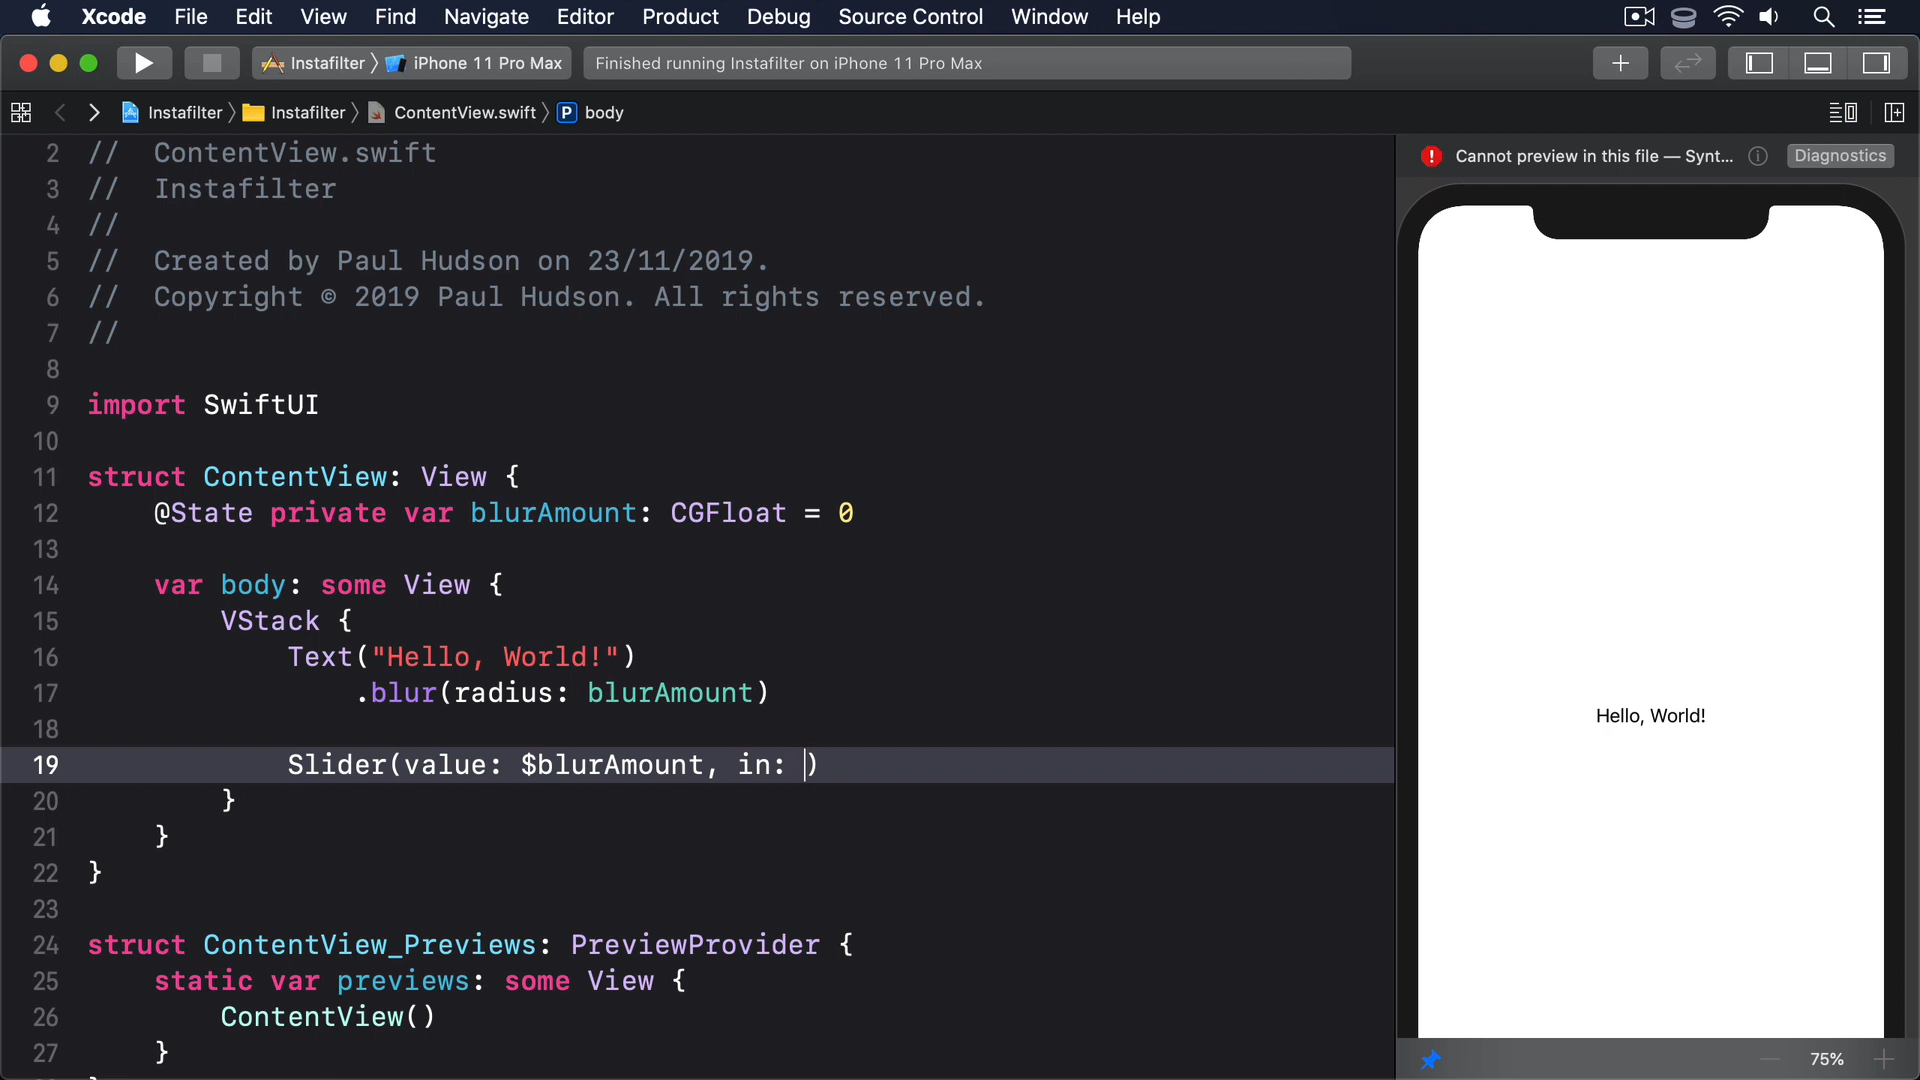 Xcode File Edit View Find Navigate Editor Product Debug Source Control Window Help
Instafilter iPhone 11 Pro Max Finished running Instafilter on iPhone 11 Pro Max
Instafilter Instafilter ContentView.swift P body
Cannot preview in this file — Synt... Diagnostics
2 //  ContentView.swift
3 //  Instafilter
4 //
5 //  Created by Paul Hudson on 23/11/2019.
6 //  Copyright © 2019 Paul Hudson. All rights reserved.
7 //
8
9 import SwiftUI
10
11 struct ContentView: View {
12     @State private var blurAmount: CGFloat = 0
13
14     var body: some View {
15         VStack {
16             Text("Hello, World!")
17                 .blur(radius: blurAmount)
18
19             Slider(value: $blurAmount, in: )
20         }
21     }
22 }
23
24 struct ContentView_Previews: PreviewProvider {
25     static var previews: some View {
26         ContentView()
27     }
Hello, World!
75%